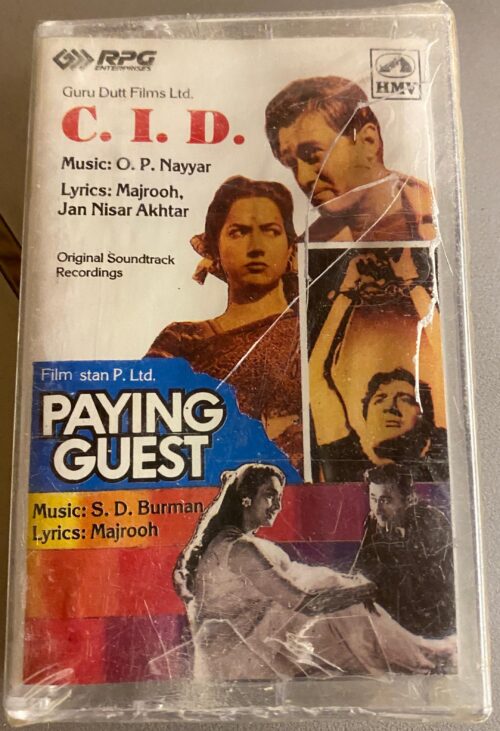 RPG
ENTERPRISES
HMV
Guru Dutt Films Ltd.
C. I. D.
Music: O. P. Nayyar
Lyrics: Majrooh,
Jan Nisar Akhtar
Original Soundtrack
Recordings
Film stan P. Ltd.
PAYING
GUEST
Music: S. D. Burman
Lyrics: Majrooh